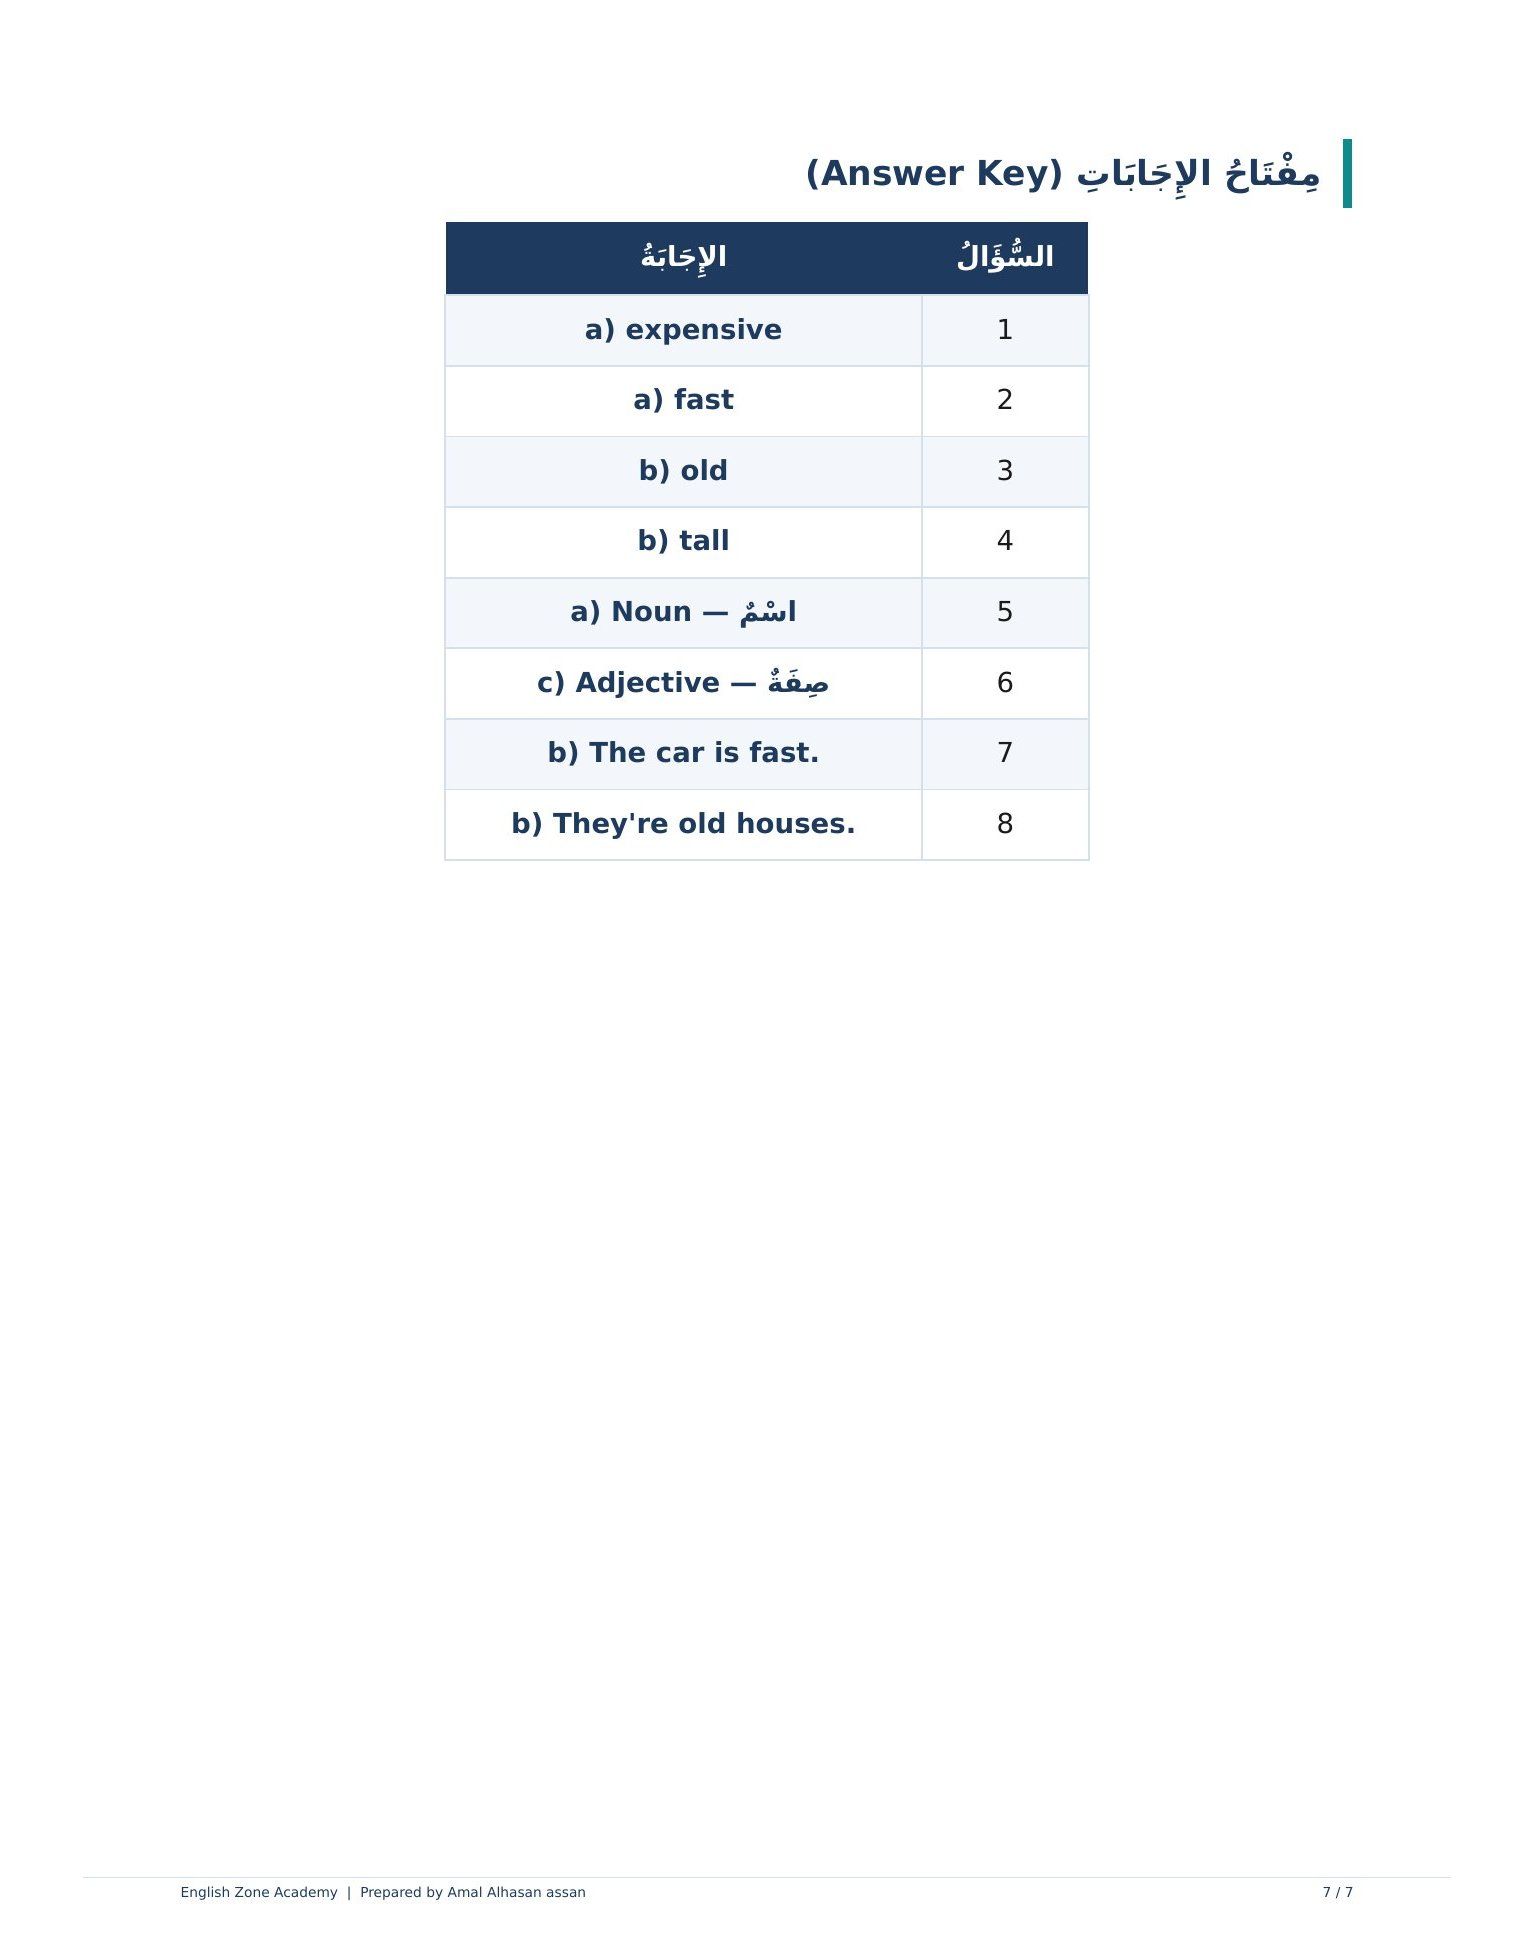 مِفْتَاحُ الإِجَابَاتِ (Answer Key)
السُّؤَالُ الإِجَابَةُ
1 a) expensive
2 a) fast
3 b) old
4 b) tall
5 a) Noun — اسْمٌ
6 c) Adjective — صِفَةٌ
7 b) The car is fast.
8 b) They're old houses.
English Zone Academy | Prepared by Amal Alhasan assan 7 / 7